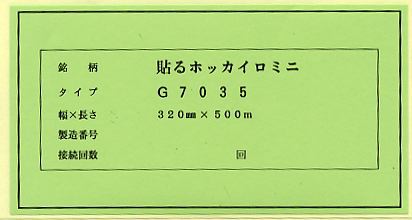 銘柄 貼るホッカイロミニ
タイプ G7035
幅×長さ 320㎜×500m
製造番号
接続回数 回